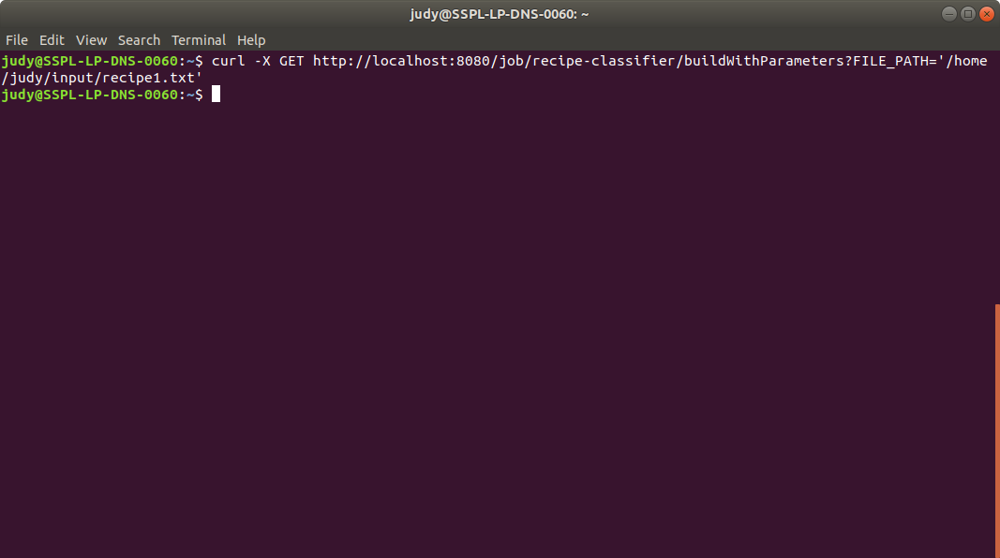 judy@SSPL-LP-DNS-0060: ~
File Edit View Search Terminal Help
judy@SSPL-LP-DNS-0060:~$ curl -X GET http://localhost:8080/job/recipe-classifier/buildWithParameters?FILE_PATH='/home
/judy/input/recipe1.txt'
judy@SSPL-LP-DNS-0060:~$